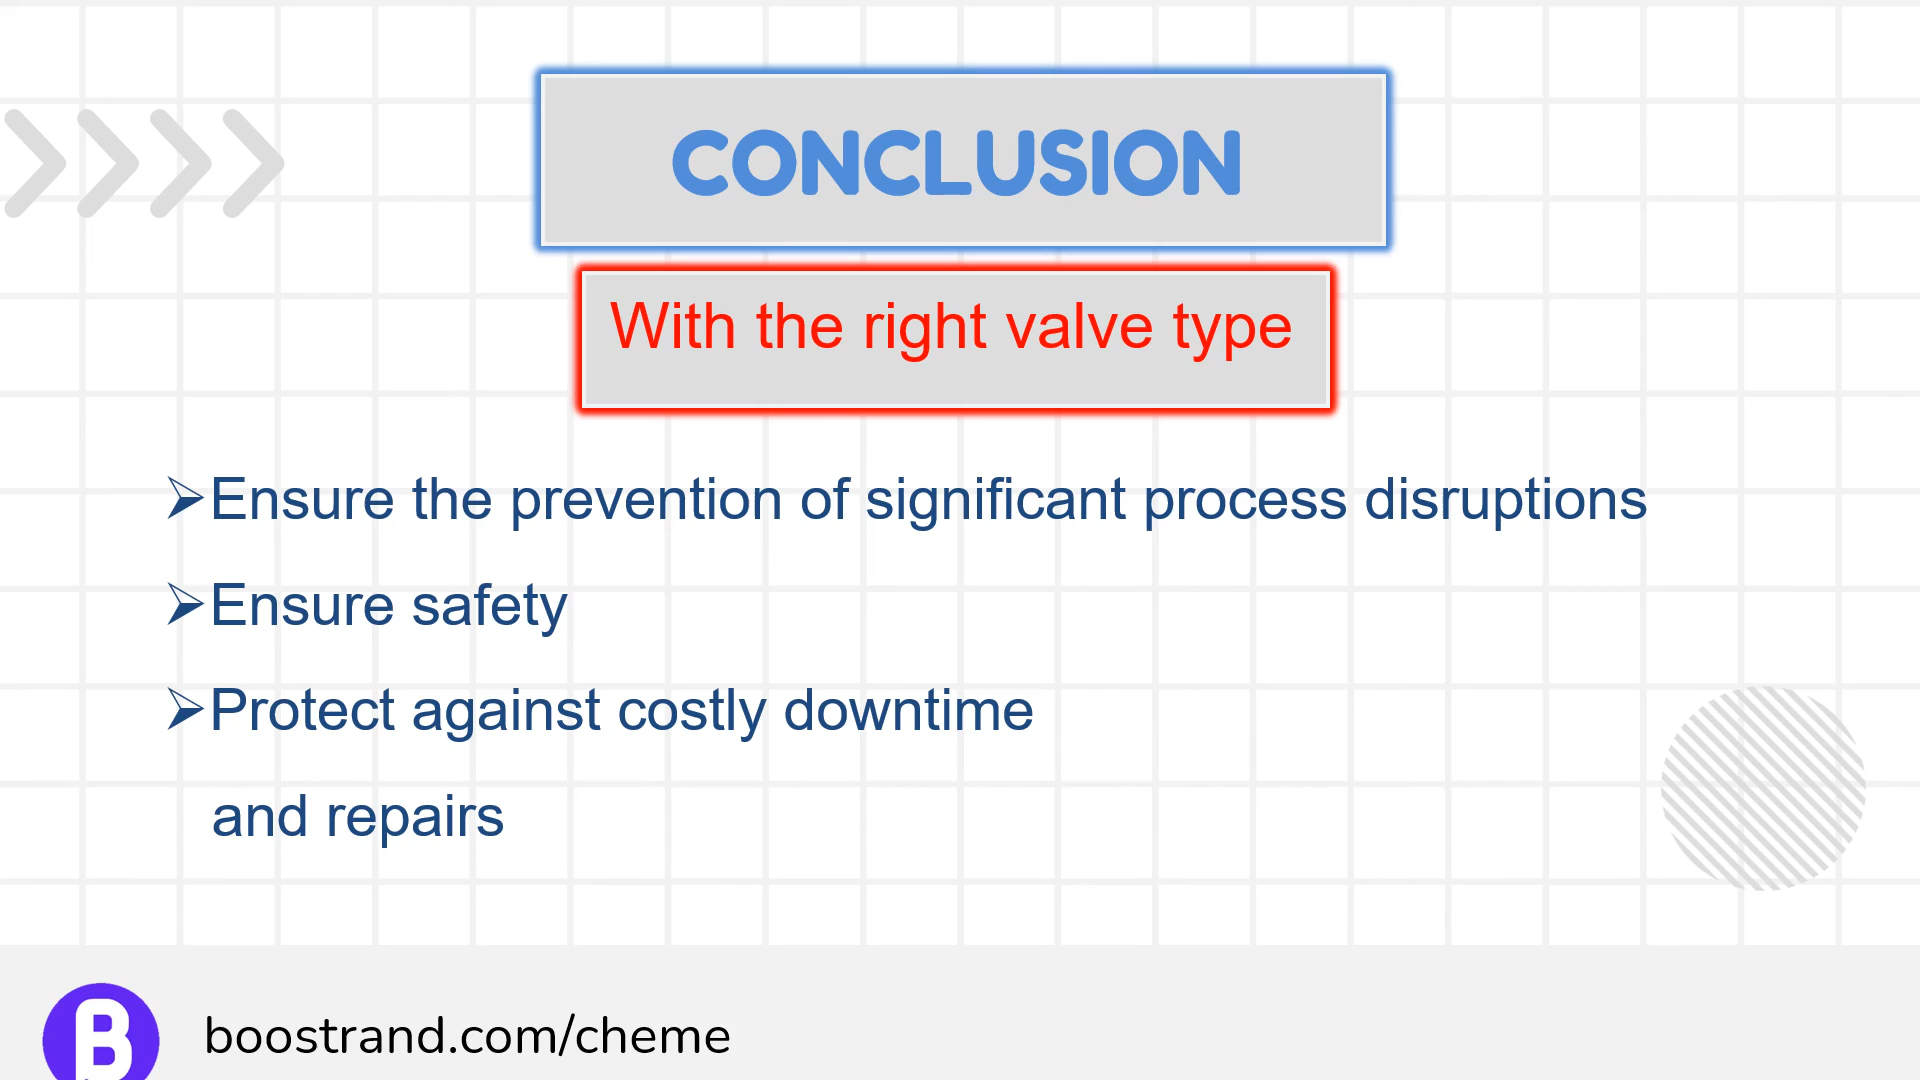 CONCLUSION
With the right valve type
➢Ensure the prevention of significant process disruptions
➢Ensure safety
➢Protect against costly downtime
and repairs
B
boostrand.com/cheme